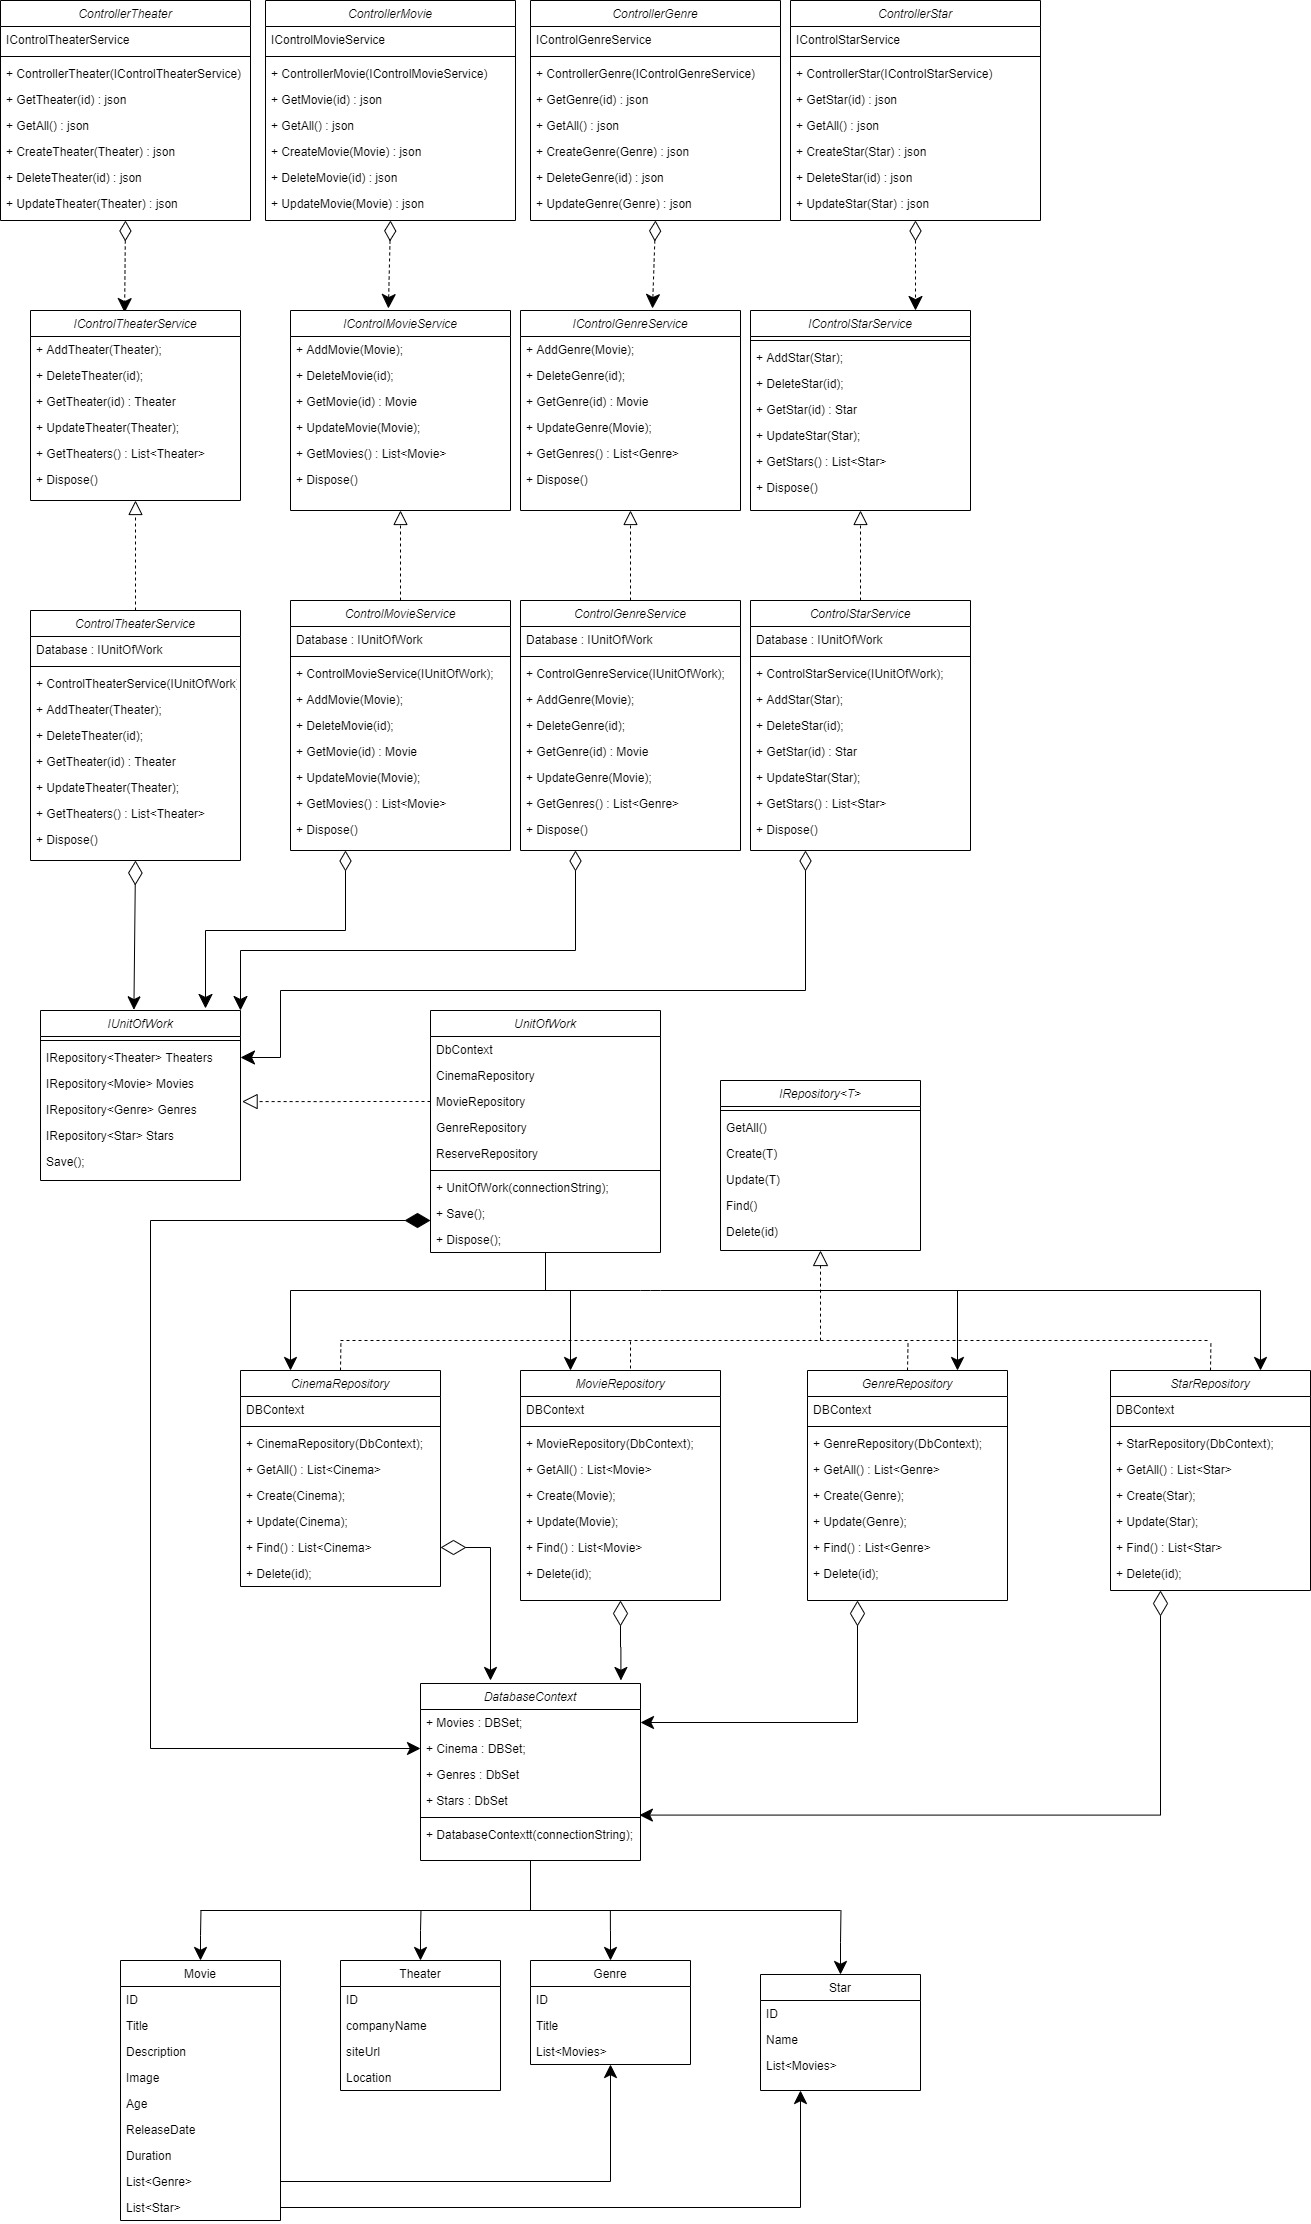 ControllerTheater
IControlTheaterService
+ ControllerTheater(IControlTheaterService)
+ GetTheater(id) : json
+ GetAll() : json
+ CreateTheater(Theater) : json
+ DeleteTheater(id) : json
+ UpdateTheater(Theater) : json
ControllerMovie
IControlMovieService
+ ControllerMovie(IControlMovieService)
+ GetMovie(id) : json
+ GetAll() : json
+ CreateMovie(Movie) : json
+ DeleteMovie(id) : json
+ UpdateMovie(Movie) : json
ControllerGenre
IControlGenreService
+ ControllerGenre(IControlGenreService)
+ GetGenre(id) : json
+ GetAll() : json
+ CreateGenre(Genre) : json
+ DeleteGenre(id) : json
+ UpdateGenre(Genre) : json
ControllerStar
IControlStarService
+ ControllerStar(IControlStarService)
+ GetStar(id) : json
+ GetAll() : json
+ CreateStar(Star) : json
+ DeleteStar(id) : json
+ UpdateStar(Star) : json
IControlTheaterService
+ AddTheater(Theater);
+ DeleteTheater(id);
+ GetTheater(id) : Theater
+ UpdateTheater(Theater);
+ GetTheaters() : List<Theater>
+ Dispose()
IControlMovieService
+ AddMovie(Movie);
+ DeleteMovie(id);
+ GetMovie(id) : Movie
+ UpdateMovie(Movie);
+ GetMovies() : List<Movie>
+ Dispose()
IControlGenreService
+ AddGenre(Movie);
+ DeleteGenre(id);
+ GetGenre(id) : Movie
+ UpdateGenre(Movie);
+ GetGenres() : List<Genre>
+ Dispose()
IControlStarService
+ AddStar(Star);
+ DeleteStar(id);
+ GetStar(id) : Star
+ UpdateStar(Star);
+ GetStars() : List<Star>
+ Dispose()
ControlTheaterService
Database : IUnitOfWork
+ ControlTheaterService(IUnitOfWork
+ AddTheater(Theater);
+ DeleteTheater(id);
+ GetTheater(id) : Theater
+ UpdateTheater(Theater);
+ GetTheaters() : List<Theater>
+ Dispose()
ControlMovieService
Database : IUnitOfWork
+ ControlMovieService(IUnitOfWork);
+ AddMovie(Movie);
+ DeleteMovie(id);
+ GetMovie(id) : Movie
+ UpdateMovie(Movie);
+ GetMovies() : List<Movie>
+ Dispose()
ControlGenreService
Database : IUnitOfWork
+ ControlGenreService(IUnitOfWork);
+ AddGenre(Movie);
+ DeleteGenre(id);
+ GetGenre(id) : Movie
+ UpdateGenre(Movie);
+ GetGenres() : List<Genre>
+ Dispose()
ControlStarService
Database : IUnitOfWork
+ ControlStarService(IUnitOfWork);
+ AddStar(Star);
+ DeleteStar(id);
+ GetStar(id) : Star
+ UpdateStar(Star);
+ GetStars() : List<Star>
+ Dispose()
IUnitOfWork
IRepository<Theater> Theaters
IRepository<Movie> Movies
IRepository<Genre> Genres
IRepository<Star> Stars
Save();
UnitOfWork
DbContext
CinemaRepository
MovieRepository
GenreRepository
ReserveRepository
+ UnitOfWork(connectionString);
+ Save();
+ Dispose();
IRepository<T>
GetAll()
Create(T)
Update(T)
Find()
Delete(id)
CinemaRepository
DBContext
+ CinemaRepository(DbContext);
+ GetAll() : List<Cinema>
+ Create(Cinema);
+ Update(Cinema);
+ Find() : List<Cinema>
+ Delete(id);
MovieRepository
DBContext
+ MovieRepository(DbContext);
+ GetAll() : List<Movie>
+ Create(Movie);
+ Update(Movie);
+ Find() : List<Movie>
+ Delete(id);
GenreRepository
DBContext
+ GenreRepository(DbContext);
+ GetAll() : List<Genre>
+ Create(Genre);
+ Update(Genre);
+ Find() : List<Genre>
+ Delete(id);
StarRepository
DBContext
+ StarRepository(DbContext);
+ GetAll() : List<Star>
+ Create(Star);
+ Update(Star);
+ Find() : List<Star>
+ Delete(id);
DatabaseContext
+ Movies : DBSet;
+ Cinema : DBSet;
+ Genres : DbSet
+ Stars : DbSet
+ DatabaseContextt(connectionString);
Movie
ID
Title
Description
Image
Age
ReleaseDate
Duration
List<Genre>
List<Star>
Theater
ID
companyName
siteUrl
Location
Genre
ID
Title
List<Movies>
Star
ID
Name
List<Movies>